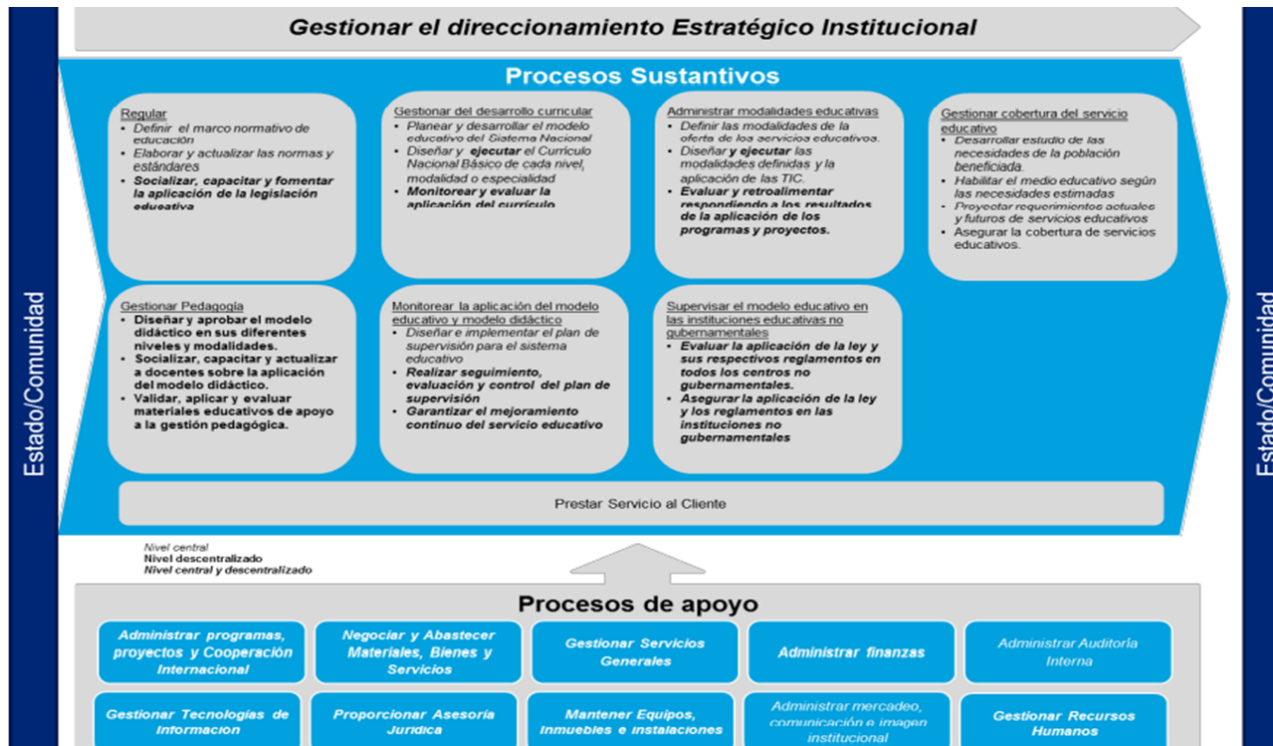 Gestionar el direccionamiento Estratégico Institucional
Estado/Comunidad
Procesos Sustantivos
Regular
• Definir el marco normativo de
educación
• Elaborar y actualizar las normas y
estándares
• Socializar, capacitar y fomentar
la aplicación de la legislación
educativa
Gestionar del desarrollo curricular
• Planear y desarrollar el modelo
educativo del Sistema Nacional
• Diseñar y ejecutar el Currículo
Nacional Básico de cada nivel,
modalidad o especialidad
• Monitorear y evaluar la
aplicación del currículo
Administrar modalidades educativas
• Definir las modalidades de la
oferta de los servicios educativos.
• Diseñar y ejecutar las
modalidades definidas y la
aplicación de las TIC.
• Evaluar y retroalimentar
respondiendo a los resultados
de la aplicación de los
programas y proyectos.
Gestionar cobertura del servicio
educativo
• Desarrollar estudio de las
necesidades de la población
beneficiada.
• Habilitar el medio educativo según
las necesidades estimadas
• Proyectar requerimientos actuales
y futuros de servicios educativos
• Asegurar la cobertura de servicios
educativos.
Gestionar Pedagogía
• Diseñar y aprobar el modelo
didáctico en sus diferentes
niveles y modalidades.
• Socializar, capacitar y actualizar
a docentes sobre la aplicación
del modelo didáctico.
• Validar, aplicar y evaluar
materiales educativos de apoyo
a la gestión pedagógica.
Monitorear la aplicación del modelo
educativo y modelo didáctico
• Diseñar e implementar el plan de
supervisión para el sistema
educativo
• Realizar seguimiento,
evaluación y control del plan de
supervisión
• Garantizar el mejoramiento
continuo del servicio educativo
Supervisar el modelo educativo en
las instituciones educativas no
gubernamentales
• Evaluar la aplicación de la ley y
sus respectivos reglamentos en
todos los centros no
gubernamentales.
• Asegurar la aplicación de la ley
y los reglamentos en las
instituciones no
gubernamentales
Prestar Servicio al Cliente
Estado/Comunidad
Nivel central
Nivel descentralizado
Nivel central y descentralizado
Procesos de apoyo
Administrar programas,
proyectos y Cooperación
Internacional
Negociar y Abastecer
Materiales, Bienes y
Servicios
Gestionar Servicios
Generales
Administrar finanzas
Administrar Auditoría
Interna
Gestionar Tecnologías de
Información
Proporcionar Asesoría
Jurídica
Mantener Equipos,
Inmuebles e Instalaciones
Administrar mercadeo,
comunicación e imagen
institucional
Gestionar Recursos
Humanos